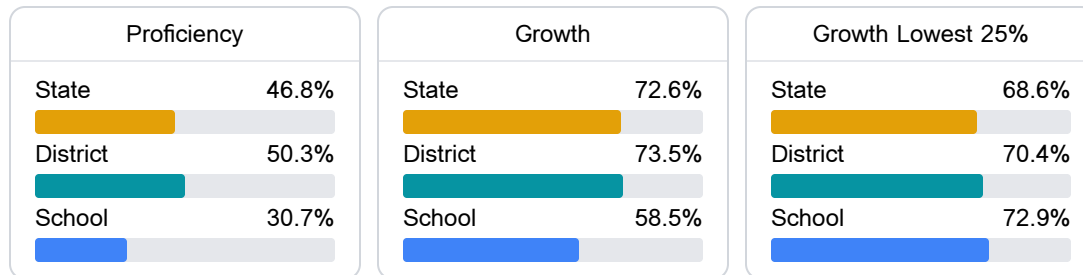 Proficiency
State 46.8%
District 50.3%
School 30.7%
Growth
State 72.6%
District 73.5%
School 58.5%
Growth Lowest 25%
State 68.6%
District 70.4%
School 72.9%